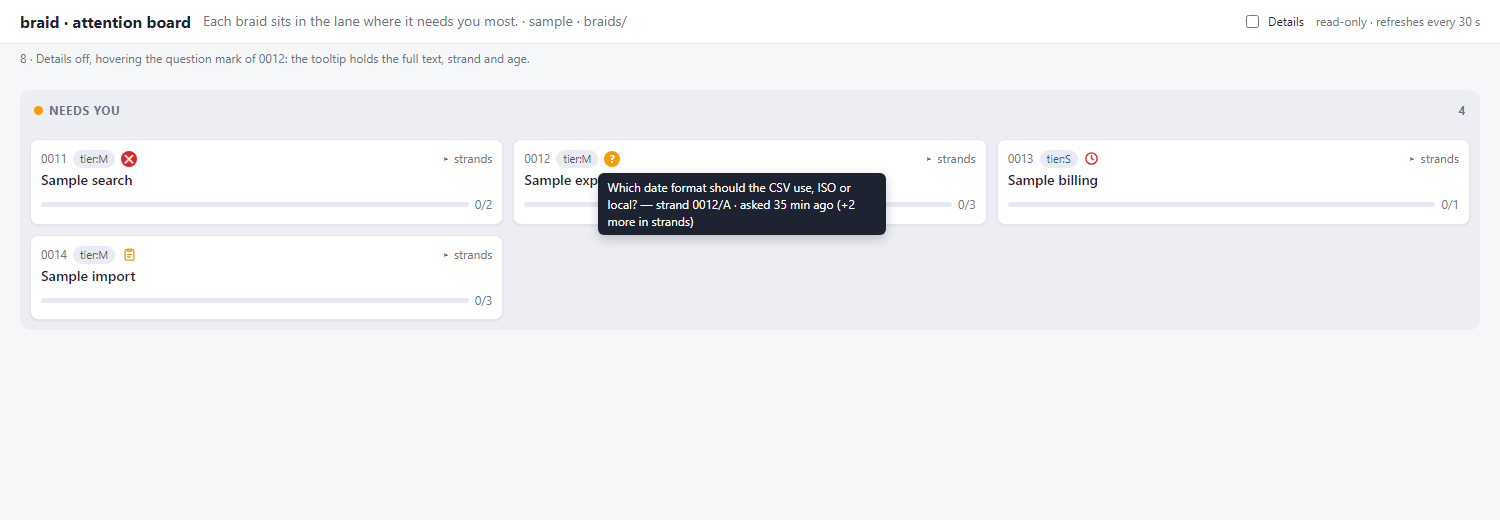 braid · attention board Each braid sits in the lane where it needs you most. · sample · braids/ Details read-only · refreshes every 30 s
8 · Details off, hovering the question mark of 0012: the tooltip holds the full text, strand and age.
NEEDS YOU 4
0011 tier:M ▸ strands
Sample search
0/2
0012 tier:M ? ▸ strands
Sample exp
0/3
Which date format should the CSV use, ISO or
local? — strand 0012/A · asked 35 min ago (+2
more in strands)
0013 tier:S ▸ strands
Sample billing
0/1
0014 tier:M ▸ strands
Sample import
0/3